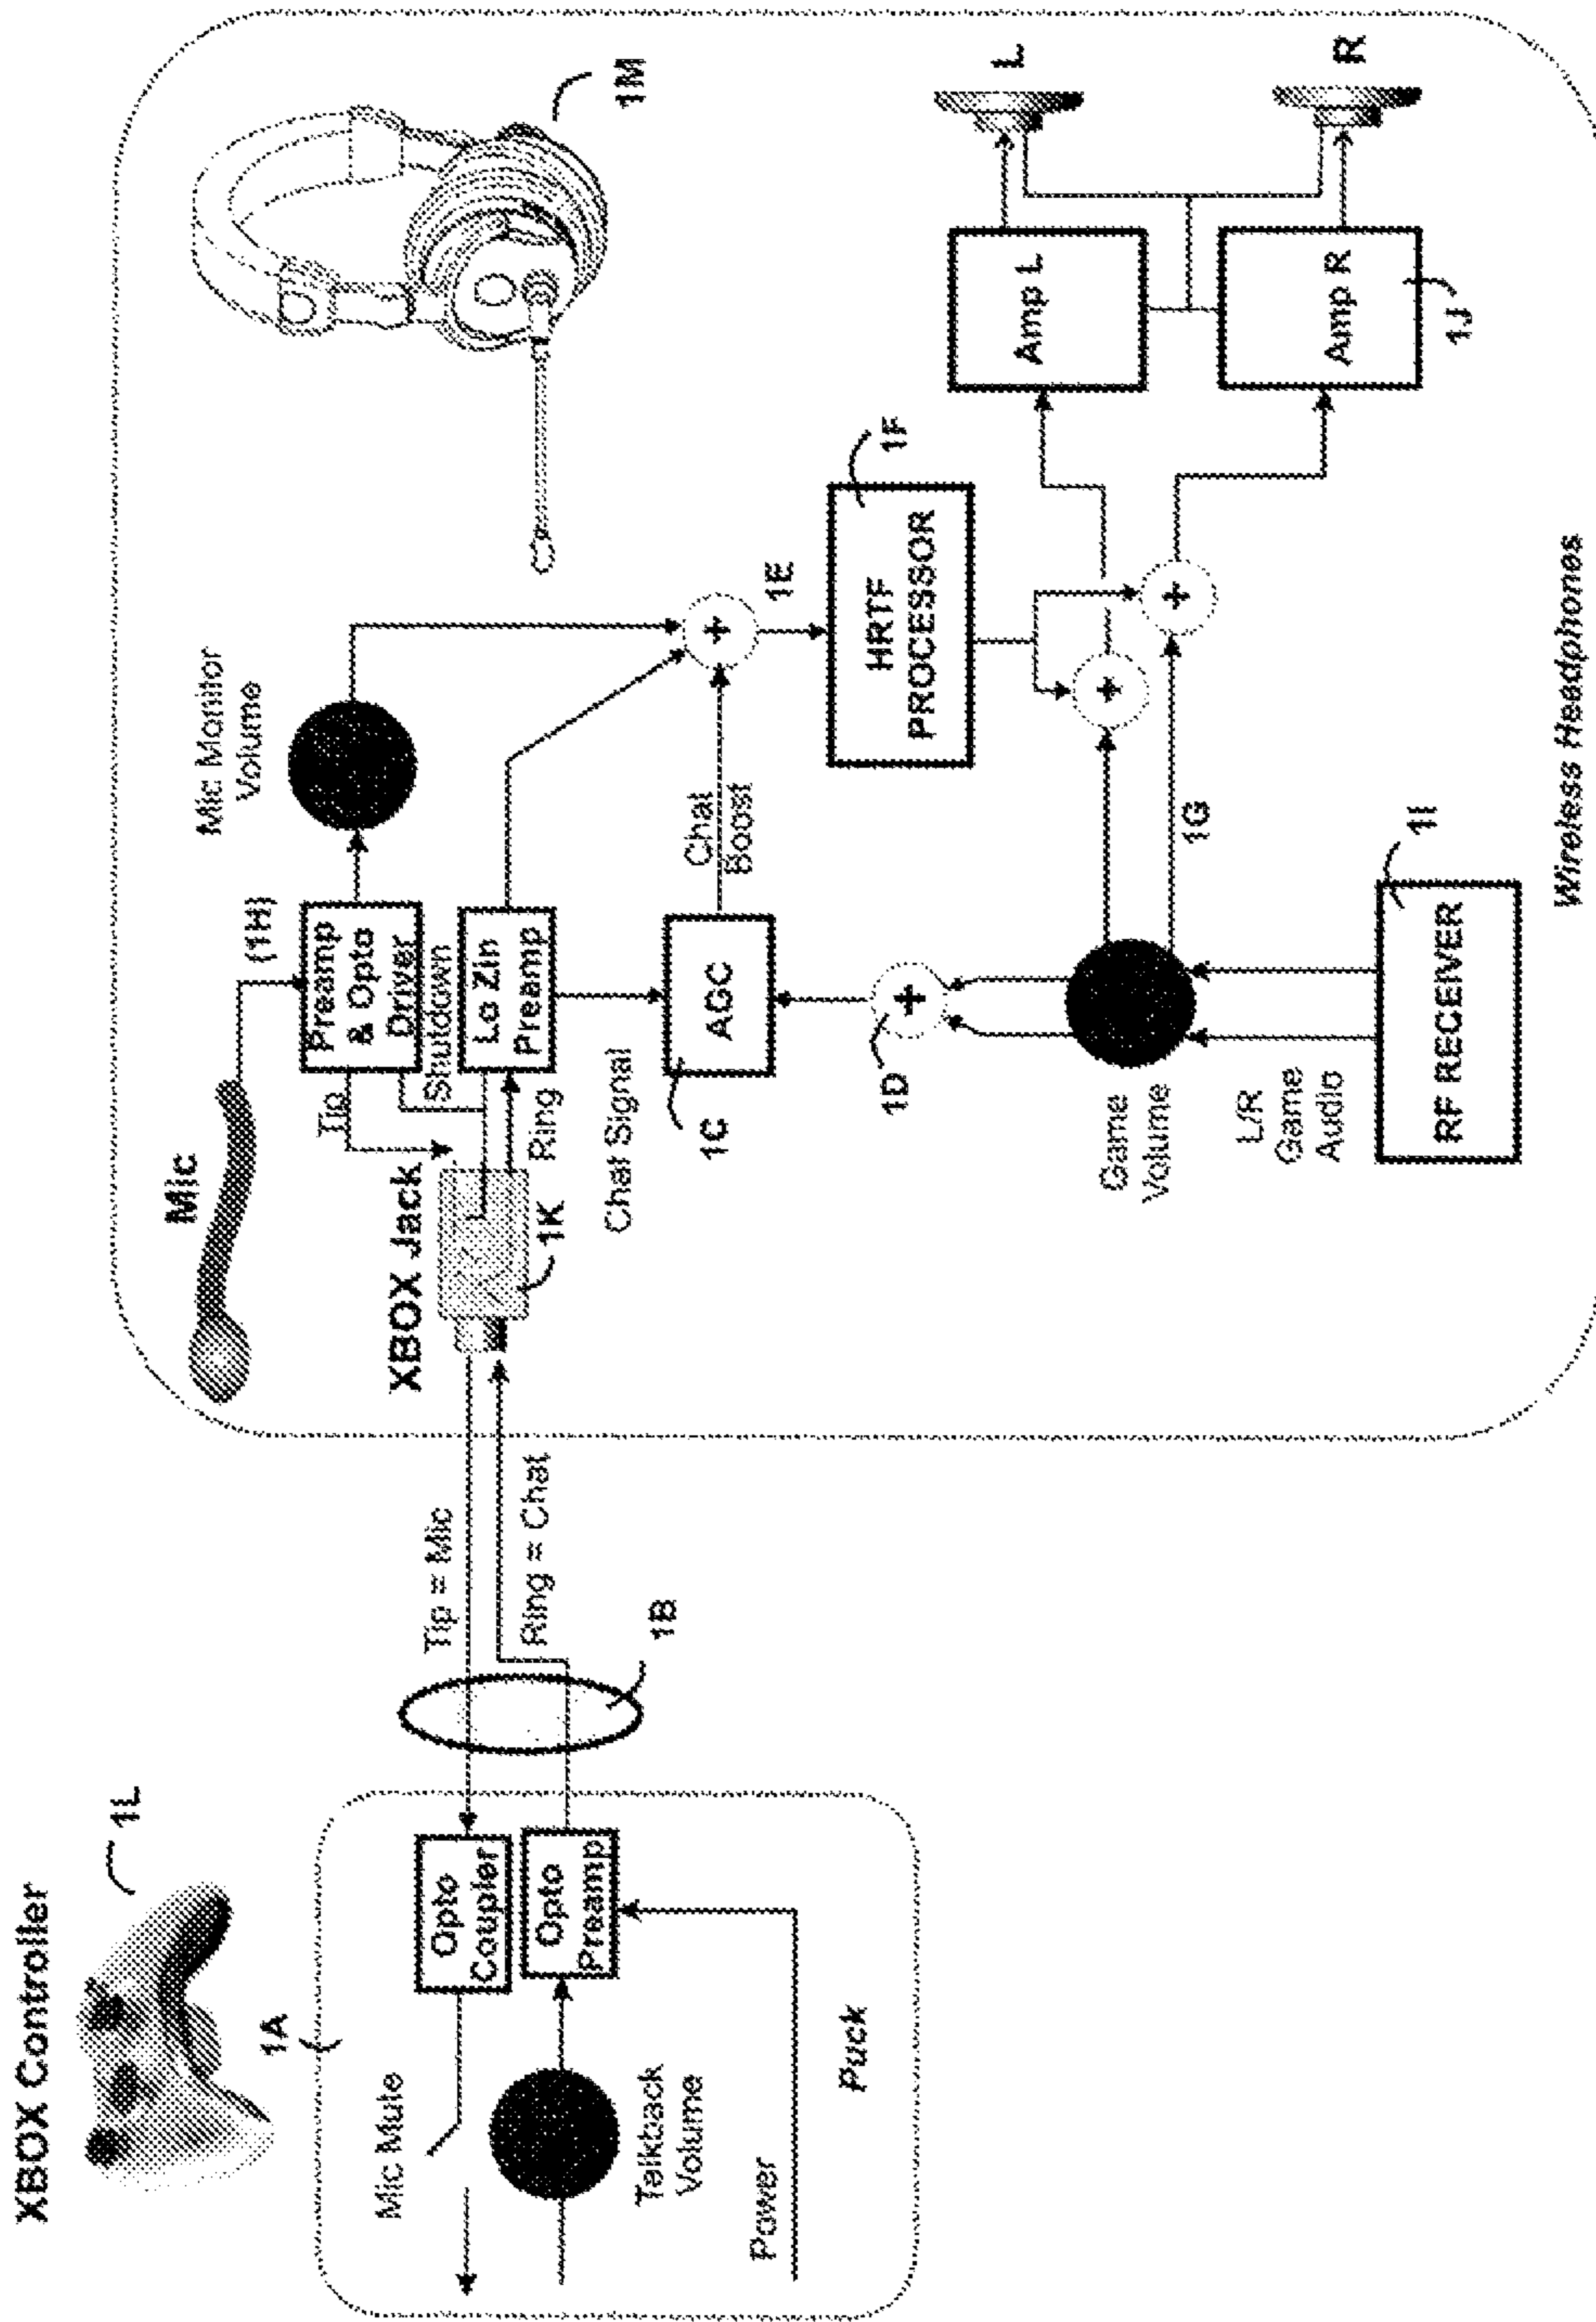 XBOX Controller
1L
1A
Mic Mute
Opto
Coupler
Talkback
Volume
Opto
Preamp
Power
Puck
Tip = Mic
Ring = Chat
1B
Mic
XBOX Jack
1K
Tip
Shutdown
Ring
(1H)
Preamp
& Opto
Driver
Mic Monitor
Volume
Lo Zin
Preamp
Chat Signal
1C
AGC
Chat
Boost
1E
1D
Game
Volume
L/R
Game
Audio
RF RECEIVER
1I
1G
HRTF
PROCESSOR
1F
1M
Amp L
Amp R
1J
L
R
Wireless Headphones